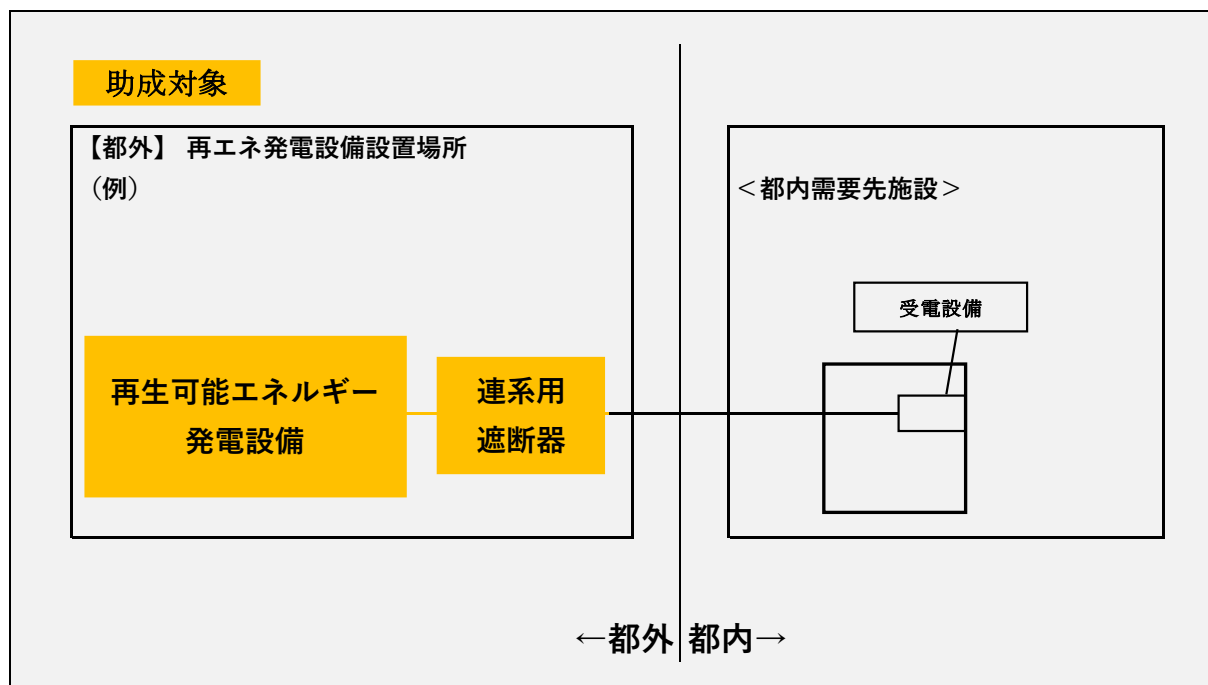 助成対象
【都外】 再エネ発電設備設置場所
（例）
再生可能エネルギー
発電設備
連系用
遮断器
＜都内需要先施設＞
受電設備
←都外 都内→